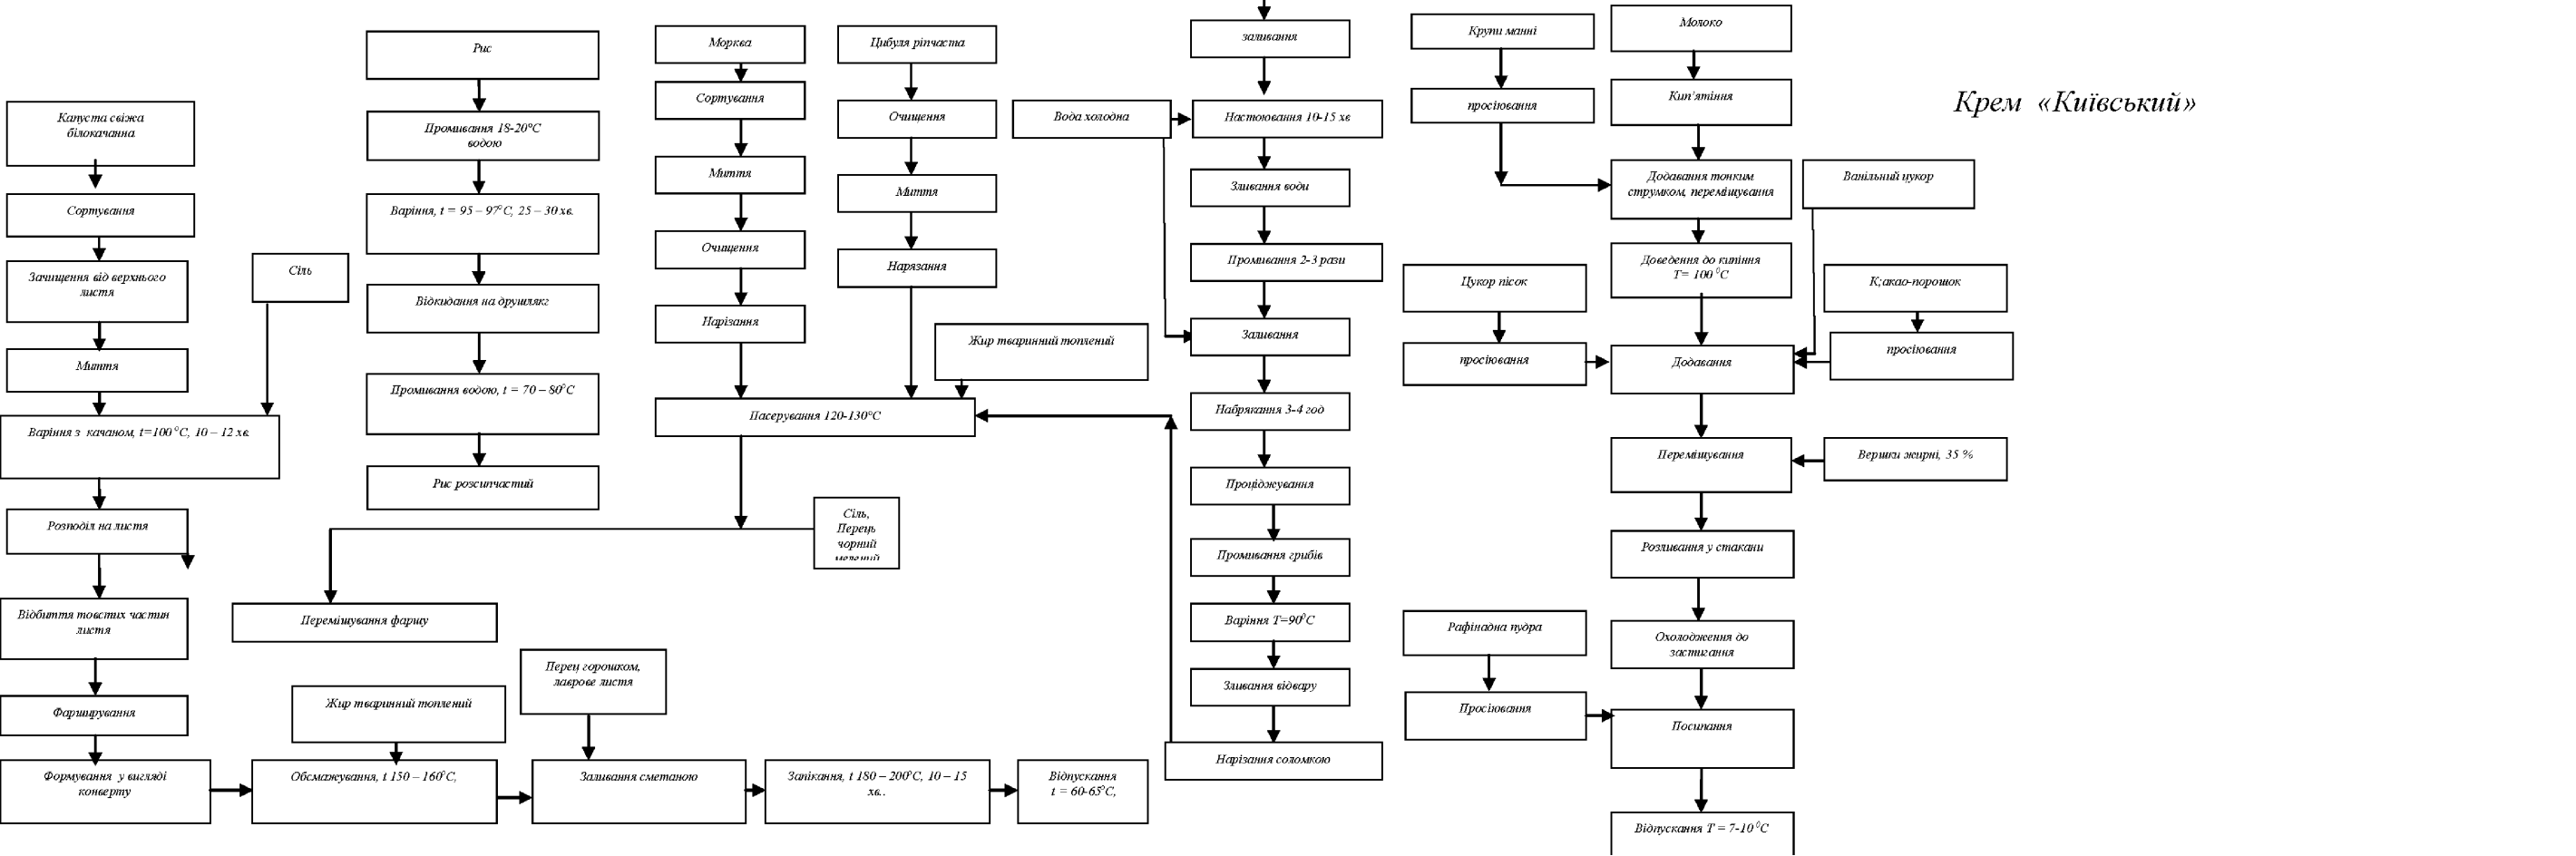 Капуста свіжа
білокачанна
Сортування
Зачищення від верхнього
листя
Миття
Варіння з качаном, t=100 °С, 10 – 12 хв.
Розподіл на листя
Відбиття товстих частин
листя
Фарширування
Формування у вигляді
конверту
Сіль
Рис
Промивання 18-20°С
водою
Варіння, t = 95 – 97°С, 25 – 30 хв.
Відкидання на друшлякг
Промивання водою, t = 70 – 80°С
Рис розсипчастий
Морква
Сортування
Миття
Очищення
Нарізання
Цибуля ріпчаста
Очищення
Миття
Нарязання
Жир тваринний топлений
Пасерування 120-130°С
Сіль,
Перець
чорний
мелений
Перемішування фаршу
Жир тваринний топлений
Обсмажування, t 150 – 160°С,
Перец горошком,
лаврове листя
Заливання сметаною
Запікання, t 180 – 200°С, 10 – 15
хв..
Відпускання
t = 60-65°С,
заливання
Вода холодна
Настоювання 10-15 хв
Зливання води
Промивання 2-3 рази
Заливання
Набрякання 3-4 год
Проціджування
Промивання грибів
Варіння Т=90⁰С
Зливання відвару
Нарізання соломкою
Крупи манні
просіювання
Молоко
Кип'ятіння
Додавання тонким
струмком, перемішування
Ванільний цукор
Доведення до кипіння
Т= 100 ⁰С
Цукор пісок
просіювання
К;акао-порошок
просіювання
Додавання
Перемішування
Вершки жирні, 35 %
Розливання у стакани
Охолодження до
застигання
Рафінадна пудра
Просіювання
Посипання
Відпускання Т = 7-10 ⁰С
Крем «Київський»